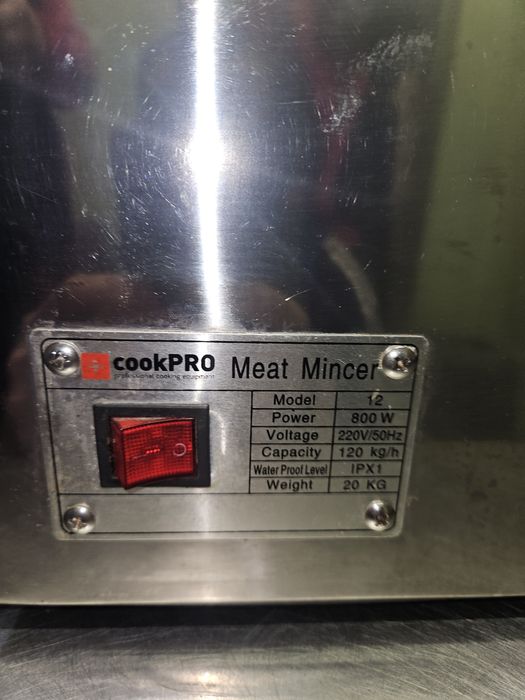 cookPRO Meat Mincer
professional cooking equipment
Model 12
Power 800 W
Voltage 220V/50Hz
Capacity 120 kg/h
Water Proof Level IPX1
Weight 20 KG